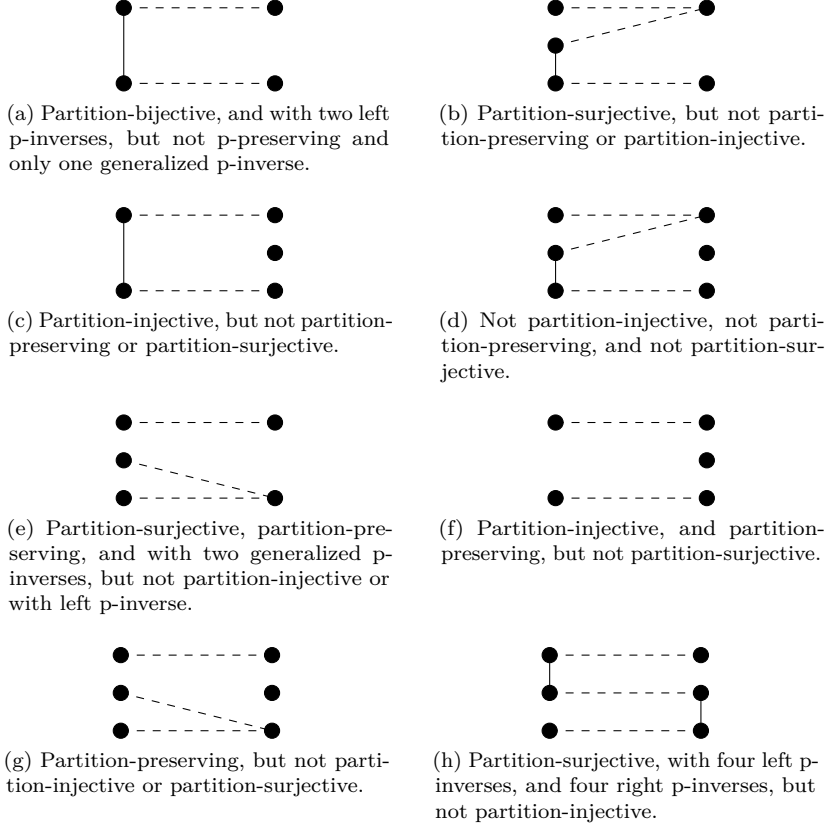 (a) Partition-bijective, and with two left
p-inverses, but not p-preserving and
only one generalized p-inverse.
(b) Partition-surjective, but not parti-
tion-preserving or partition-injective.
(c) Partition-injective, but not partition-
preserving or partition-surjective.
(d) Not partition-injective, not parti-
tion-preserving, and not partition-sur-
jective.
(e) Partition-surjective, partition-pre-
serving, and with two generalized p-
inverses, but not partition-injective or
with left p-inverse.
(f) Partition-injective, and partition-
preserving, but not partition-surjective.
(g) Partition-preserving, but not parti-
tion-injective or partition-surjective.
(h) Partition-surjective, with four left p-
inverses, and four right p-inverses, but
not partition-injective.